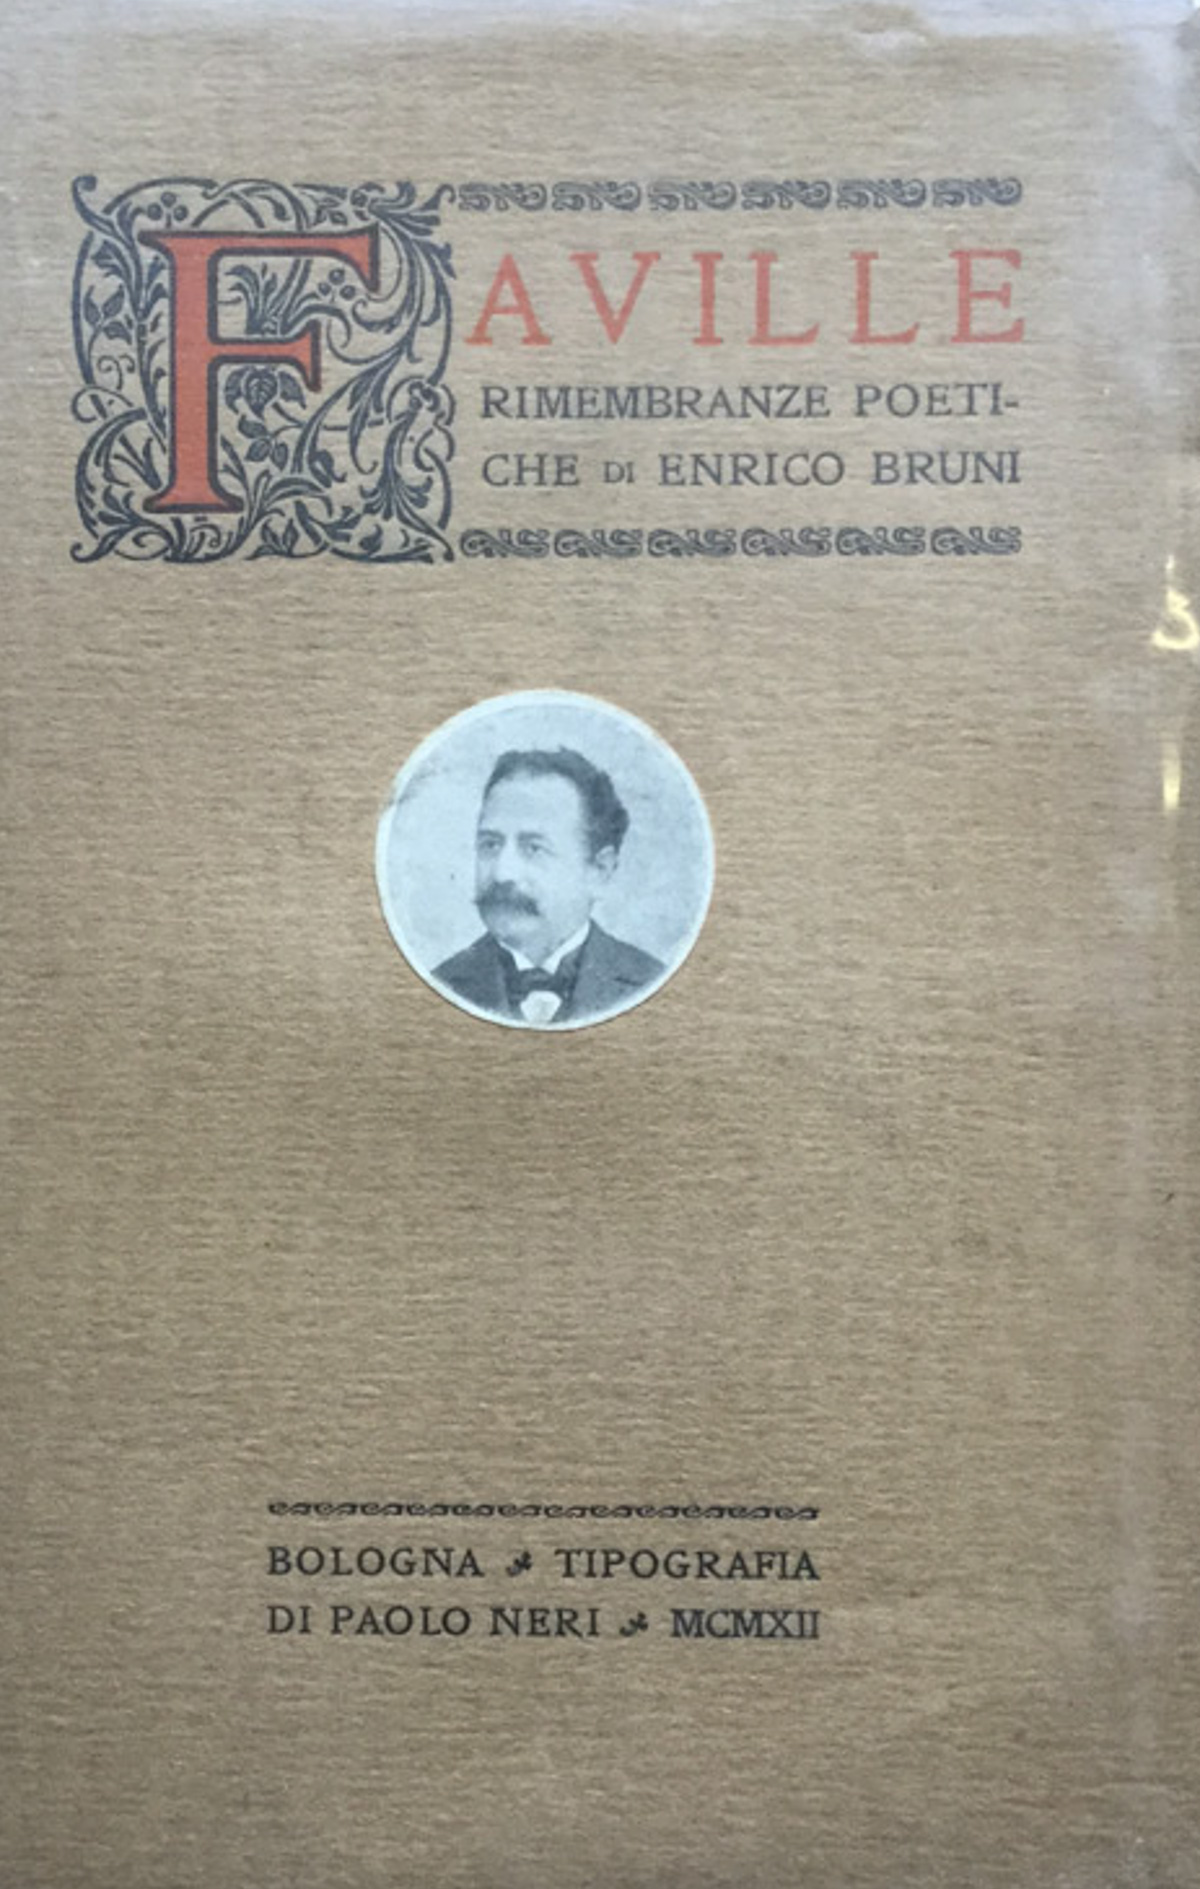 FAVILLE
RIMEMBRANZE POETI-
CHE DI ENRICO BRUNI
BOLOGNA TIPOGRAFIA
DI PAOLO NERI MCMXII